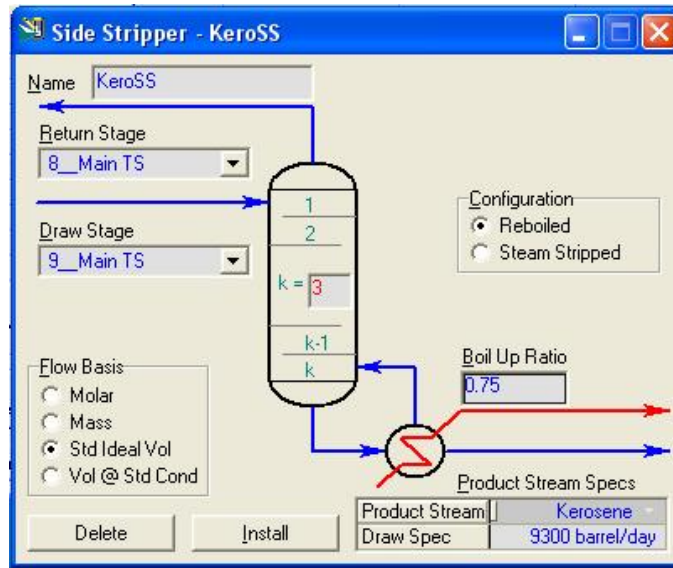 Side Stripper - KeroSS
Name KeroSS
Return Stage
8__Main TS
Draw Stage
9__Main TS
1
2
k = 3
k-1
k
Configuration
Reboiled
Steam Stripped
Flow Basis
Molar
Mass
Std Ideal Vol
Vol @ Std Cond
Boil Up Ratio
0.75
Product Stream Specs
Product Stream Kerosene
Draw Spec 9300 barrel/day
Delete Install